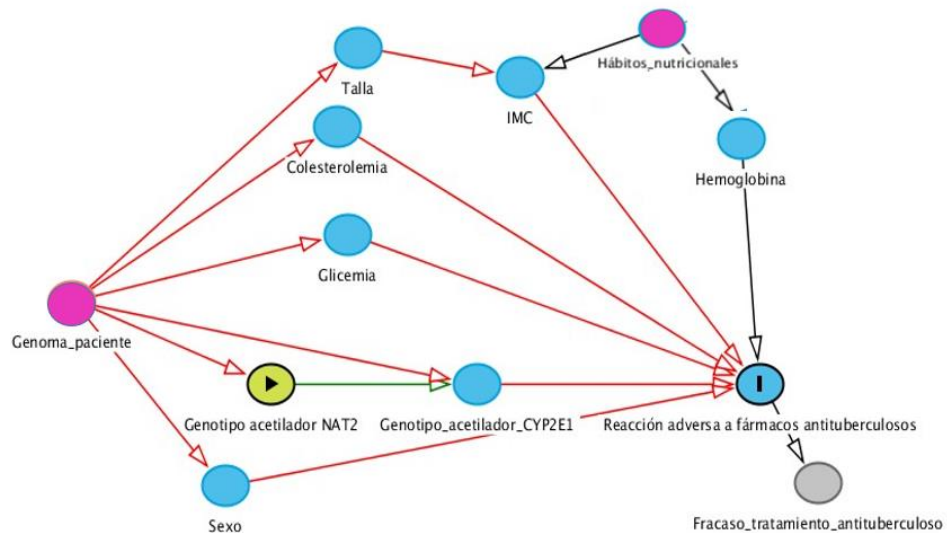 Hábitos_nutricionales
Talla
IMC
Colesterolemia
Hemoglobina
Glicemia
Genoma_paciente
Genotipo acetilador NAT2
Genotipo_acetilador_CYP2E1
Reacción adversa a fármacos antituberculosos
Sexo
Fracaso_tratamiento_antituberculoso